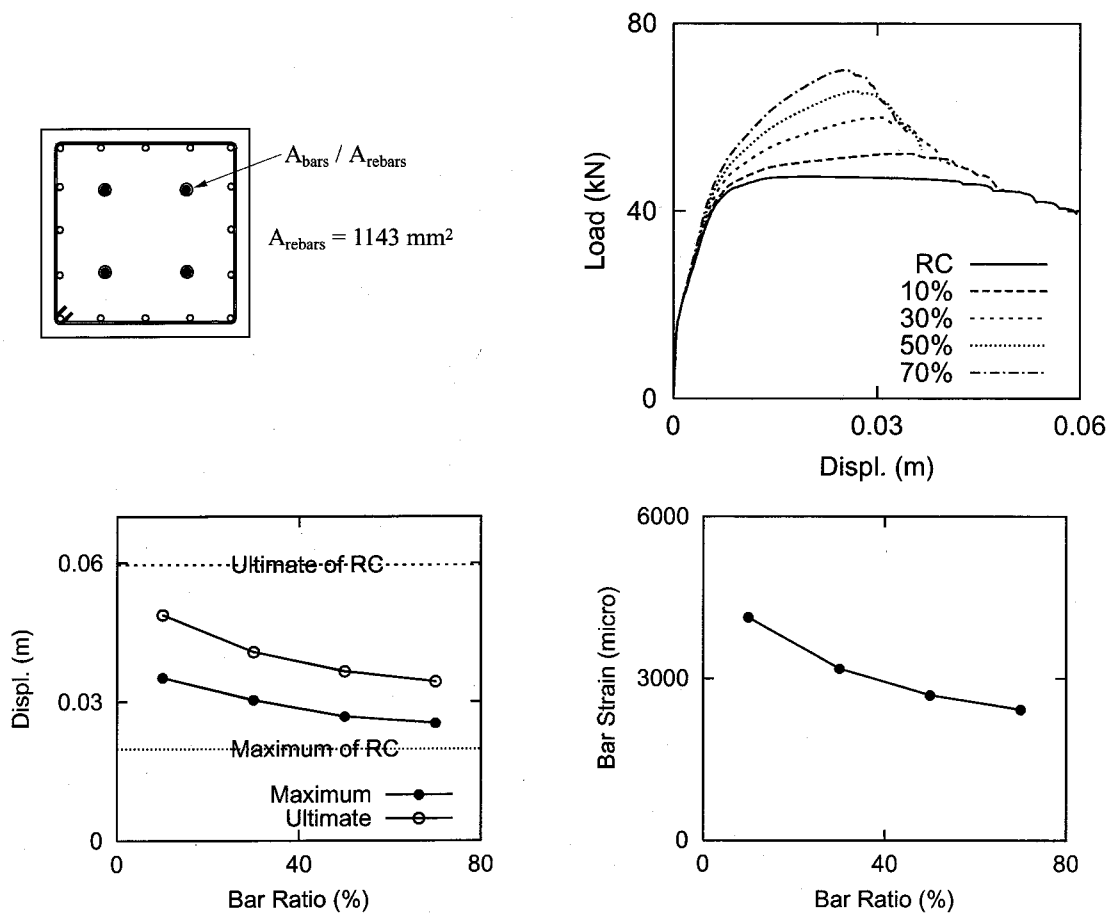 A_bars / A_rebars
A_rebars = 1143 mm²
80
40
0
Load (kN)
RC
10%
30%
50%
70%
0 0.03 0.06
Displ. (m)
0.06
0.03
0
Displ. (m)
Ultimate of RC
Maximum of RC
Maximum
Ultimate
0 40 80
Bar Ratio (%)
6000
3000
0
Bar Strain (micro)
0 40 80
Bar Ratio (%)